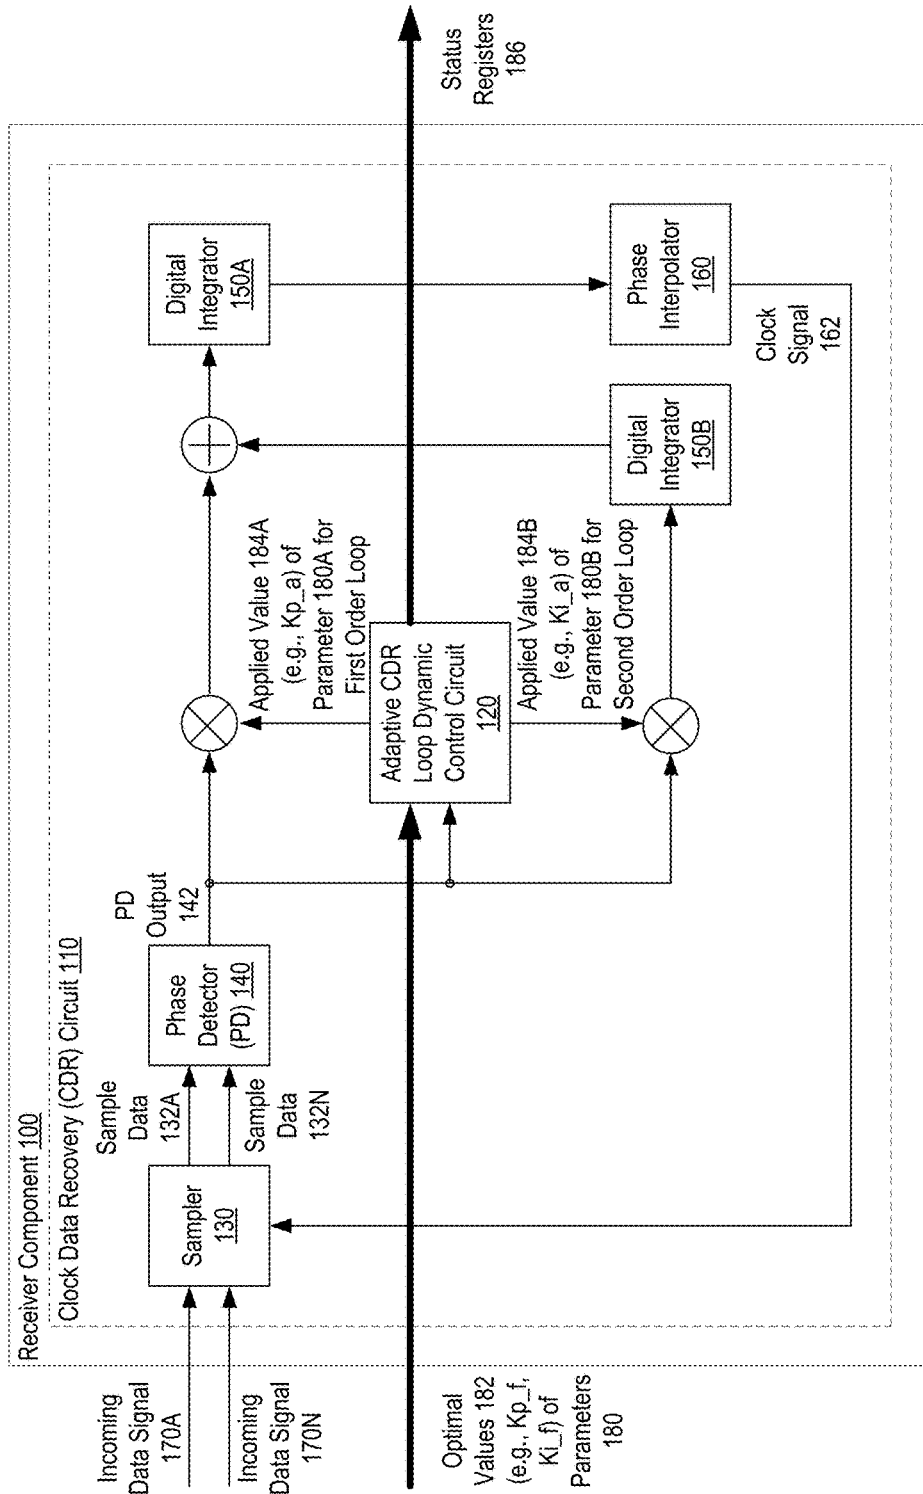 Receiver Component 100
Clock Data Recovery (CDR) Circuit 110
Incoming
Data Signal
170A
Incoming
Data Signal
170N
Sampler
130
Sample
Data
132A
Sample
Data
132N
Phase
Detector
(PD) 140
PD
Output
142
Applied Value 184A
(e.g., Kp_a) of
Parameter 180A for
First Order Loop
Digital
Integrator
150A
Optimal
Values 182
(e.g., Kp_f,
Ki_f) of
Parameters
180
Adaptive CDR
Loop Dynamic
Control Circuit
120
Status
Registers
186
Applied Value 184B
(e.g., Ki_a) of
Parameter 180B for
Second Order Loop
Digital
Integrator
150B
Phase
Interpolator
160
Clock
Signal
162